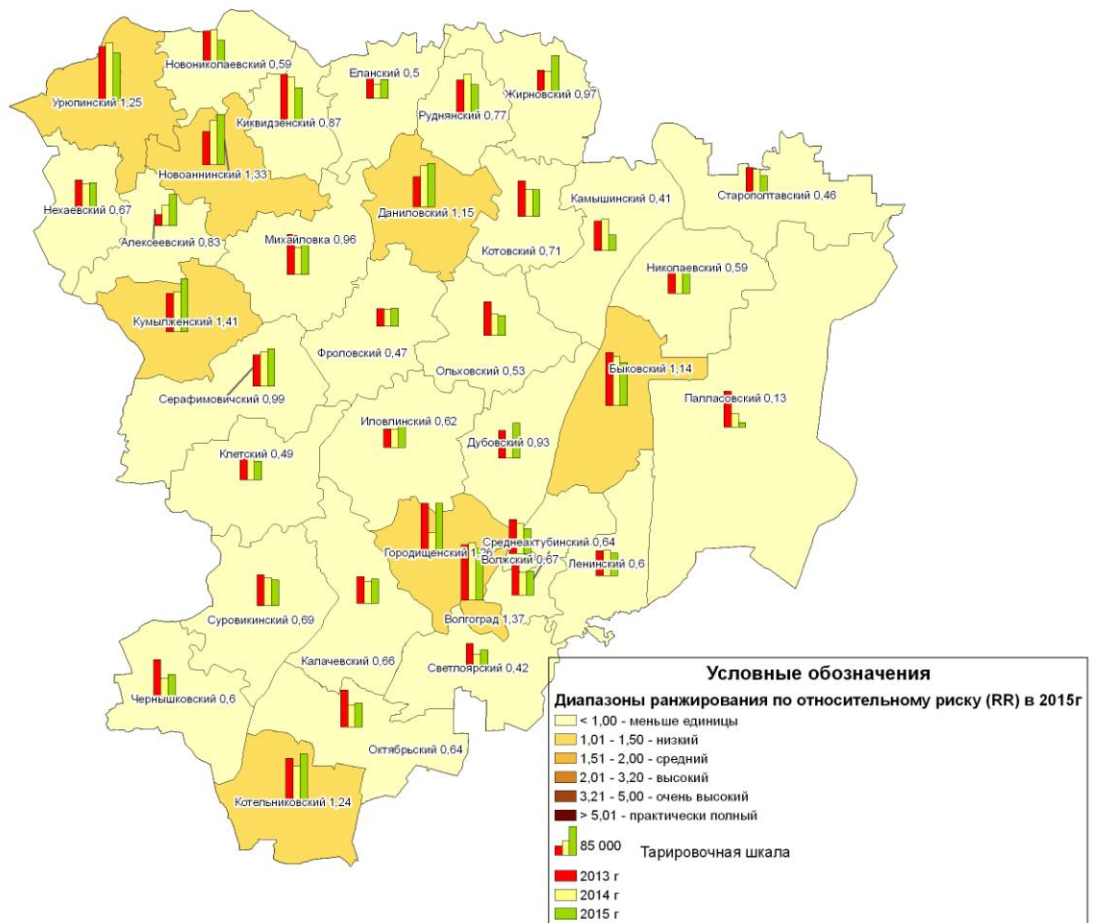 Новониколаевский 0,59
Еланский 0,5
Жирновский 0,97
Урюпинский 1,25
Руднянский 0,77
Киквидзенский 0,87
Новоаннинский 1,33
Старополтавский 0,46
Камышинский 0,41
Нехаевский 0,67
Даниловский 1,15
Алексеевский 0,83
Михайловка 0,96
Котовский 0,71
Николаевский 0,59
Кумылженский 1,41
Фроловский 0,47
Ольховский 0,53
Быковский 1,14
Серафимовичский 0,99
Палласовский 0,13
Иловлинский 0,62
Дубовский 0,93
Клетский 0,49
Среднеахтубинский 0,64
Городищенский 1,26
Волжский 0,67
Ленинский 0,6
Суровикинский 0,69
Волгоград 1,37
Калачевский 0,66
Светлоярский 0,42
Чернышковский 0,6
Октябрьский 0,64
Котельниковский 1,24
Условные обозначения
Диапазоны ранжирования по относительному риску (RR) в 2015г
< 1,00 - меньше единицы
1,01 - 1,50 - низкий
1,51 - 2,00 - средний
2,01 - 3,20 - высокий
3,21 - 5,00 - очень высокий
> 5,01 - практически полный
85 000 Тарировочная шкала
2013 г
2014 г
2015 г